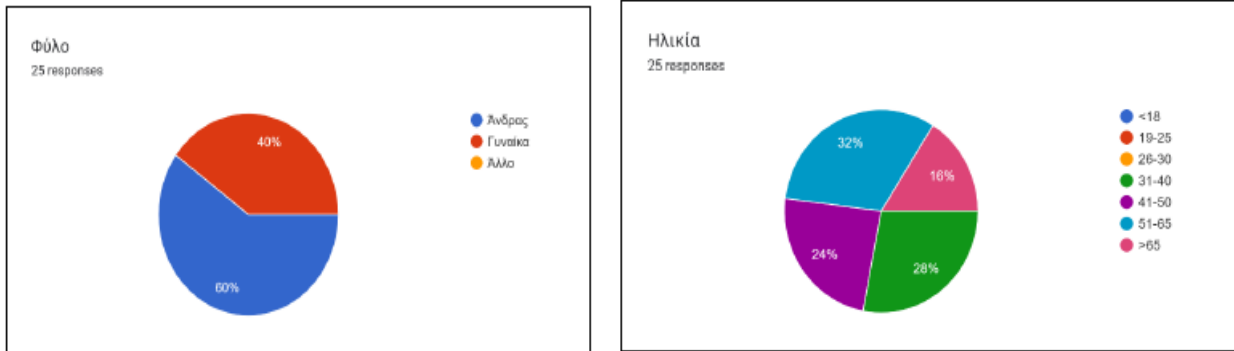 Φύλο
25 responses
40%
60%
Άνδρας
Γυναίκα
Άλλο
Ηλικία
25 responses
32%
16%
24%
28%
<18
19-25
26-30
31-40
41-50
51-65
>65